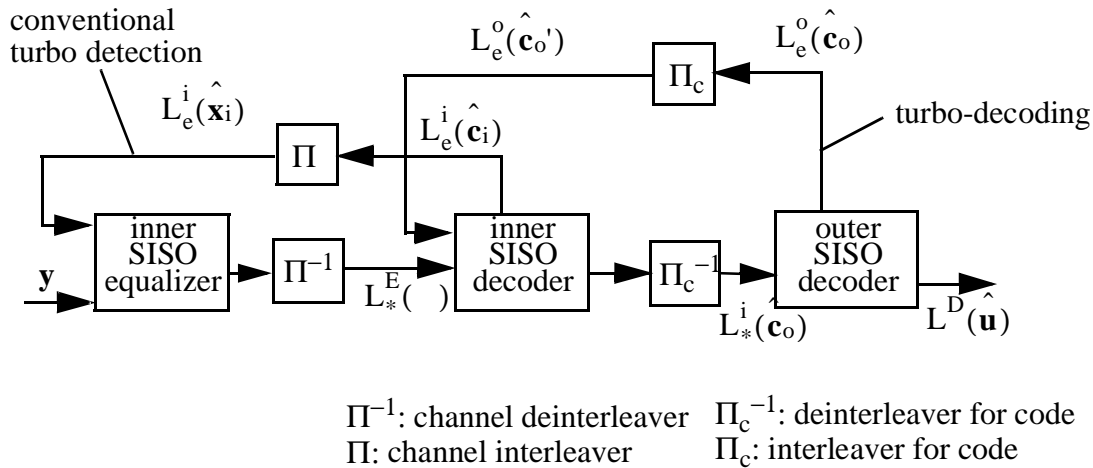 conventional
turbo detection
L_e^o(ĉ_o')
L_e^o(ĉ_o)
Π_c
L_e^i(x̂_i)
L_e^i(ĉ_i)
turbo-decoding
Π
inner
SISO
equalizer
inner
SISO
decoder
outer
SISO
decoder
y
Π^−1
L_*^E( )
Π_c^−1
L_*^i(ĉ_o)
L^D(û)
Π^−1: channel deinterleaver
Π_c^−1: deinterleaver for code
Π: channel interleaver
Π_c: interleaver for code